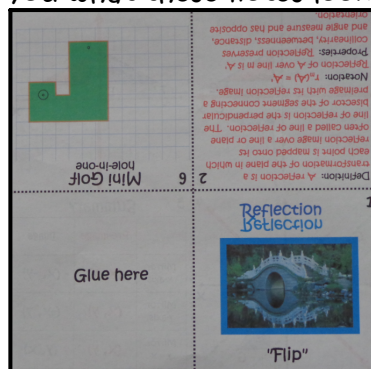 2
Definition: A reflection is a
transformation of the plane in which
each point is mapped onto its
reflection image over a line or plane
often called a line of reflection. The
line of reflection is the perpendicular
bisector of the segment connecting a
preimage with its reflection image.
Notation: rₘ(A) = A'
Reflection of A over line m is A'.
Properties: Reflection preserves
collinearity, betweenness, distance,
and angle measure and has opposite
orientation.
6 Mini Golf
hole-in-one
Reflection
Reflection
Glue here
"Flip"